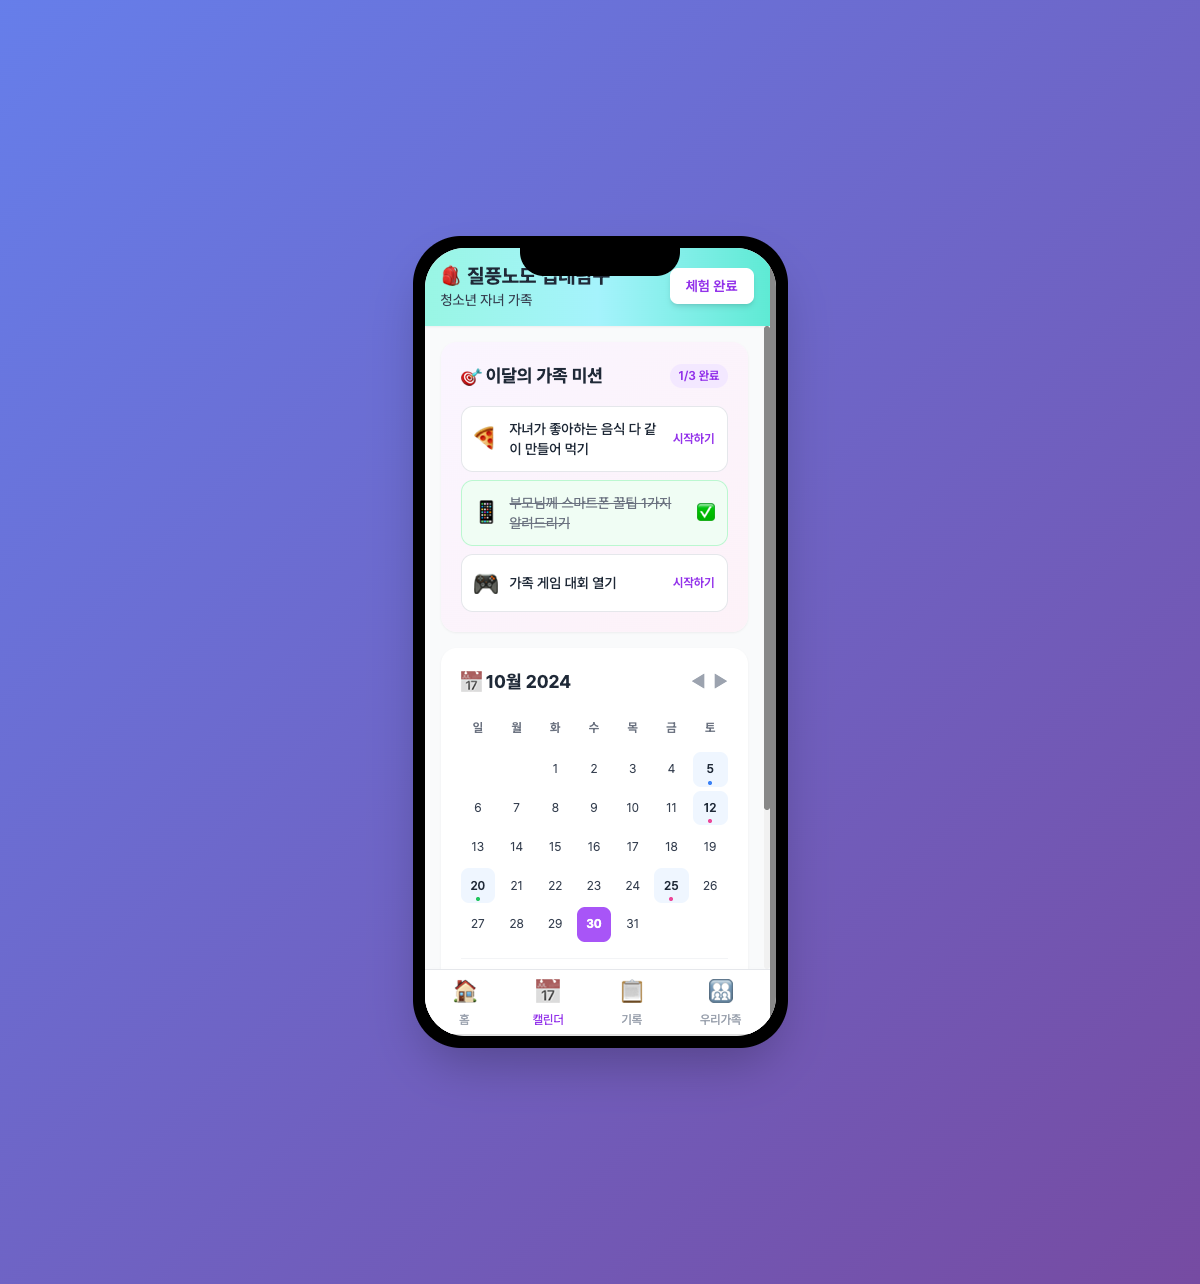 질풍노도
체험 완료
청소년 자녀 가족
이달의 가족 미션
1/3 완료
자녀가 좋아하는 음식 다 같
이 만들어 먹기
시작하기
부모님께 스마트폰 꿀팁 1가지
알려드리기
가족 게임 대회 열기
시작하기
17 10월 2024
◀ ▶
일 월 화 수 목 금 토
1 2 3 4 5
6 7 8 9 10 11 12
13 14 15 16 17 18 19
20 21 22 23 24 25 26
27 28 29 30 31
17
홈 캘린더 기록 우리가족